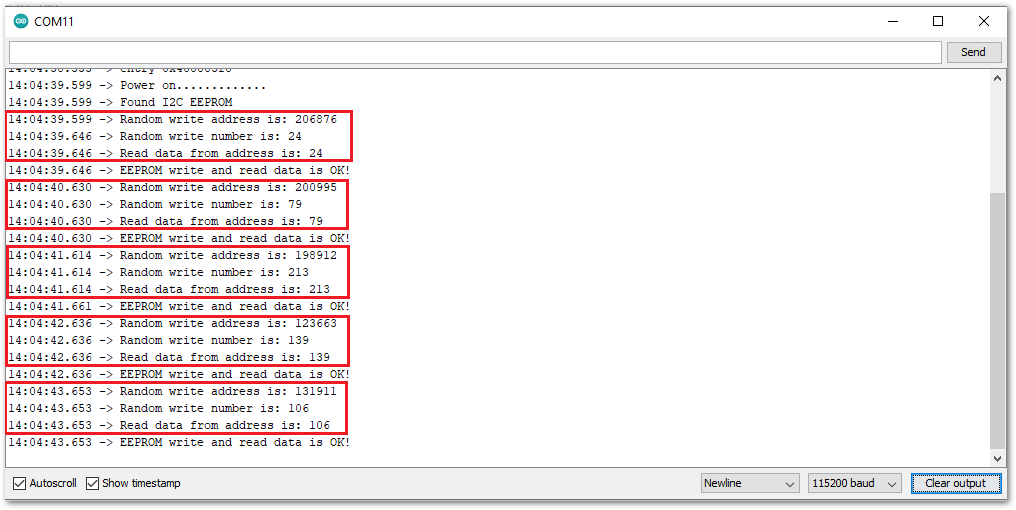 COM11
Send
14:04:39.599 -> Power on.............
14:04:39.599 -> Found I2C EEPROM
14:04:39.599 -> Random write address is: 206876
14:04:39.646 -> Random write number is: 24
14:04:39.646 -> Read data from address is: 24
14:04:39.646 -> EEPROM write and read data is OK!
14:04:40.630 -> Random write address is: 200995
14:04:40.630 -> Random write number is: 79
14:04:40.630 -> Read data from address is: 79
14:04:40.630 -> EEPROM write and read data is OK!
14:04:41.614 -> Random write address is: 198912
14:04:41.614 -> Random write number is: 213
14:04:41.614 -> Read data from address is: 213
14:04:41.661 -> EEPROM write and read data is OK!
14:04:42.636 -> Random write address is: 123663
14:04:42.636 -> Random write number is: 139
14:04:42.636 -> Read data from address is: 139
14:04:42.636 -> EEPROM write and read data is OK!
14:04:43.653 -> Random write address is: 131911
14:04:43.653 -> Random write number is: 106
14:04:43.653 -> Read data from address is: 106
14:04:43.653 -> EEPROM write and read data is OK!
Autoscroll Show timestamp Newline 115200 baud Clear output